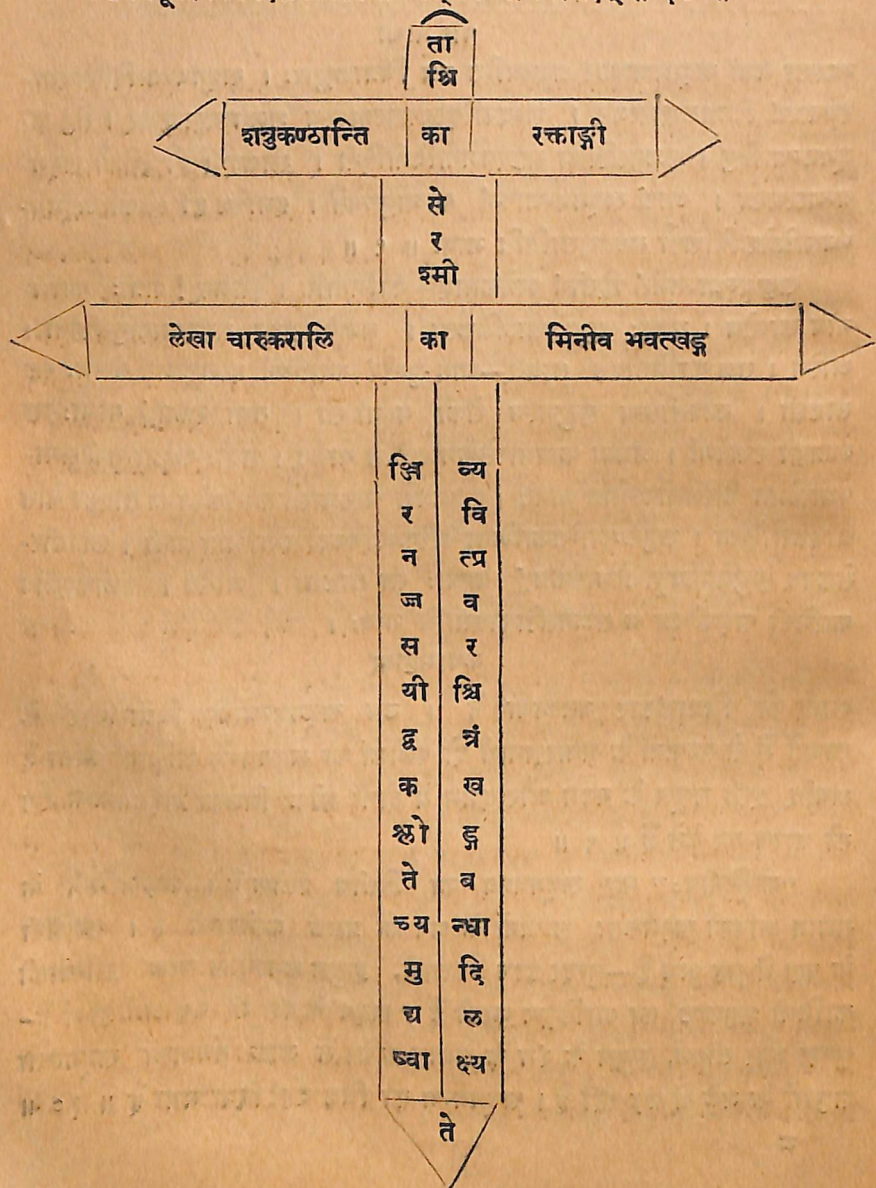 ता
श्रि
शत्रुकण्ठान्ति का रक्ताङ्गी
से
र
श्मी
लेखा चारुकरालि का मिनीव भवत्खड्ग
ञ्जि व्य
र वि
न त्प्र
ज्ज व
स र
यी श्चि
द्व त्रं
क ख
श्लो ड्ग
ते ब
च्य न्धा
मु दि
द्य ल
ष्वा क्ष्य
ते